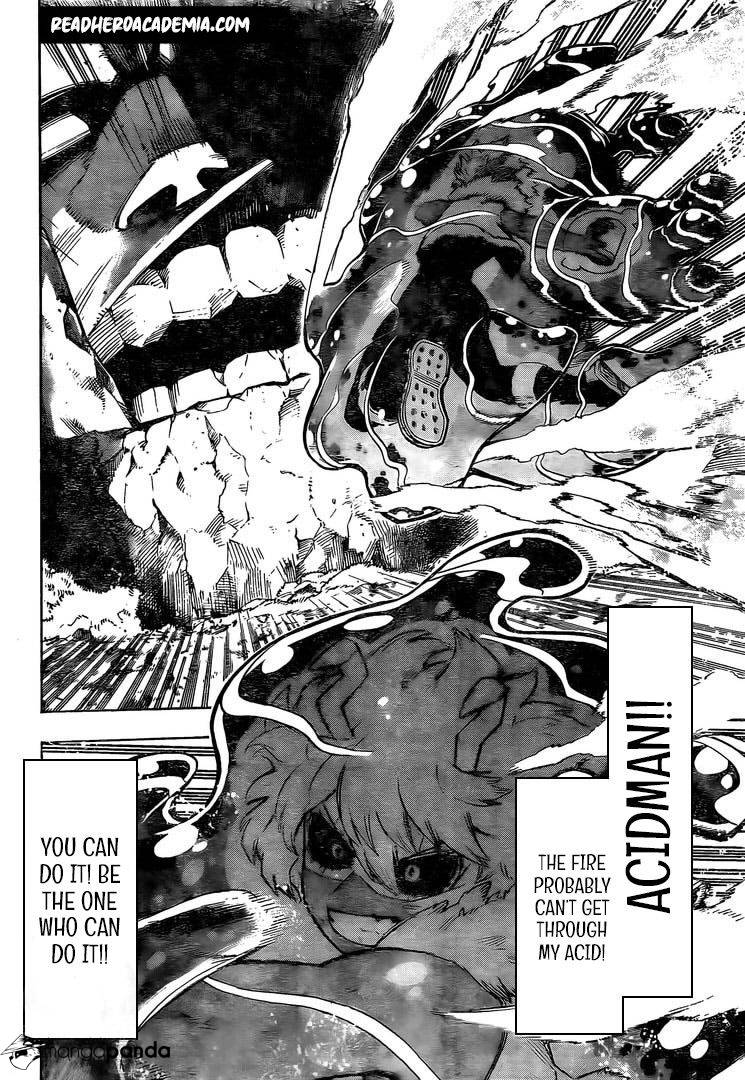 READHEROACADEMIA.COM
ACIDMAN!!
THE FIRE
PROBABLY
CAN'T GET
THROUGH
MY ACID!
YOU CAN
DO IT! BE
THE ONE
WHO CAN
DO IT!!
mangapanda